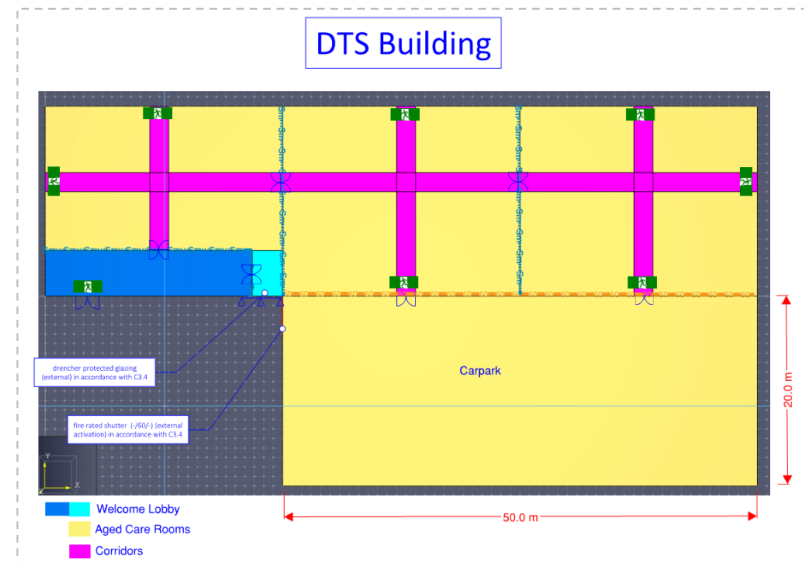 DTS Building
drencher protected glazing
(external) in accordance with C3.4
fire rated shutter (-/60/-) (external
activation) in accordance with C3.4
Carpark
20.0 m
50.0 m
Y
X
Welcome Lobby
Aged Care Rooms
Corridors